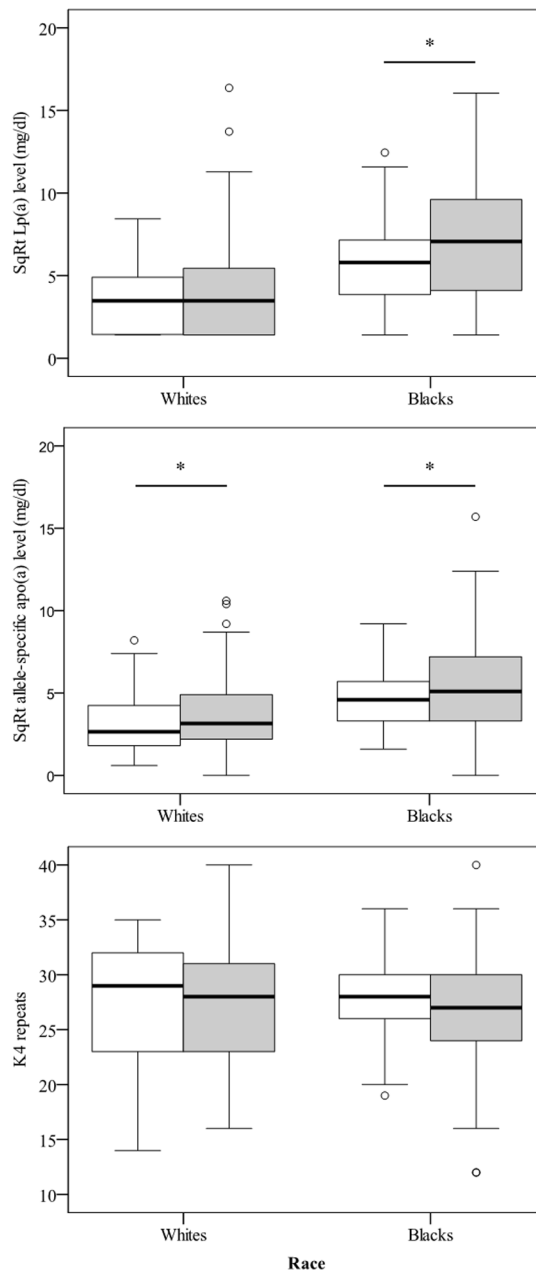 SqRt Lp(a) level (mg/dl)
20
15
10
5
0
*
Whites
Blacks
SqRt allele-specific apo(a) level (mg/dl)
20
15
10
5
0
*
*
Whites
Blacks
K4 repeats
40
35
30
25
20
15
10
Whites
Blacks
Race